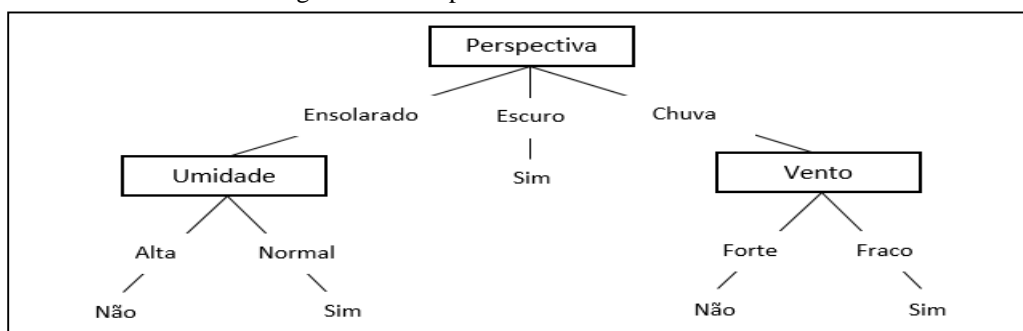 Perspectiva
Ensolarado Escuro Chuva
Umidade Sim Vento
Alta Normal Forte Fraco
Não Sim Não Sim